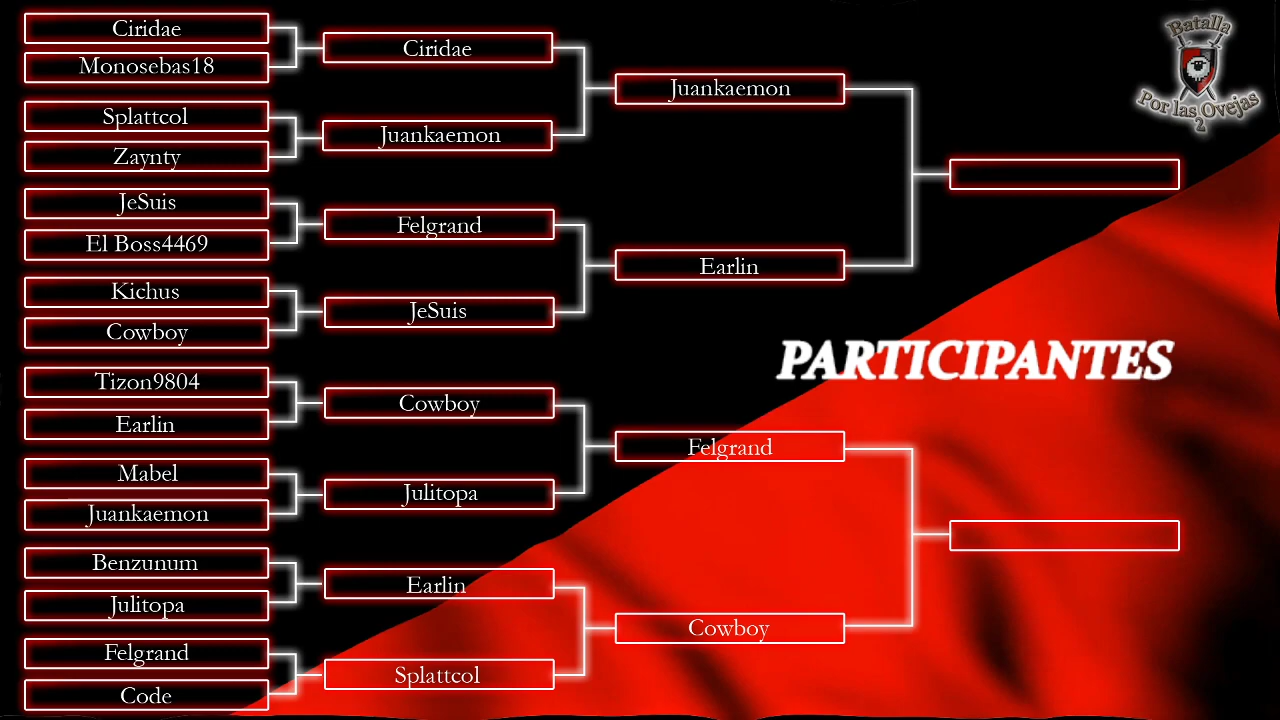 Ciridae
Monosebas18
Splattcol
Zaynty
JeSuis
El Boss4469
Kichus
Cowboy
Tizon9804
Earlin
Mabel
Juankaemon
Benzunum
Julitopa
Felgrand
Code
Ciridae
Juankaemon
Felgrand
JeSuis
Cowboy
Julitopa
Earlin
Splattcol
Juankaemon
Earlin
Felgrand
Cowboy
Batalla
Por las Ovejas
2
PARTICIPANTES